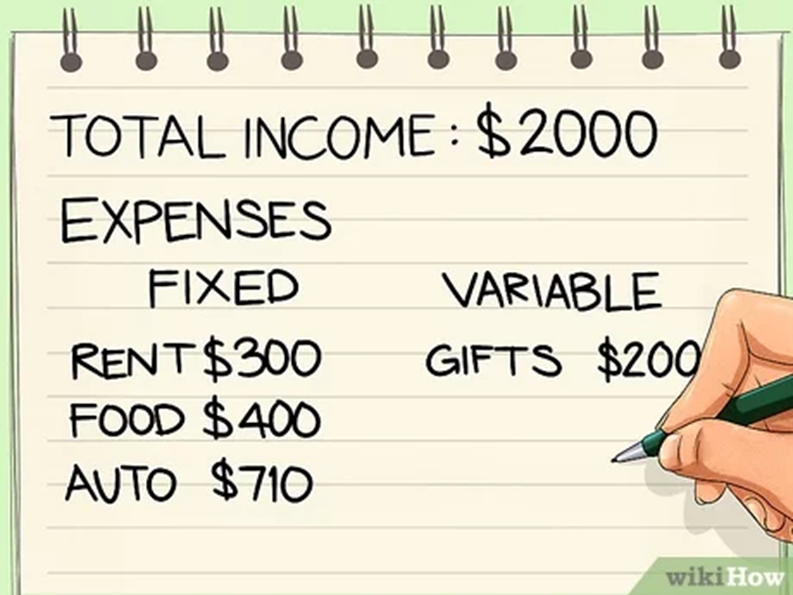 TOTAL INCOME: $2000
EXPENSES
FIXED VARIABLE
RENT $300 GIFTS $200
FOOD $400
AUTO $710
wikiHow